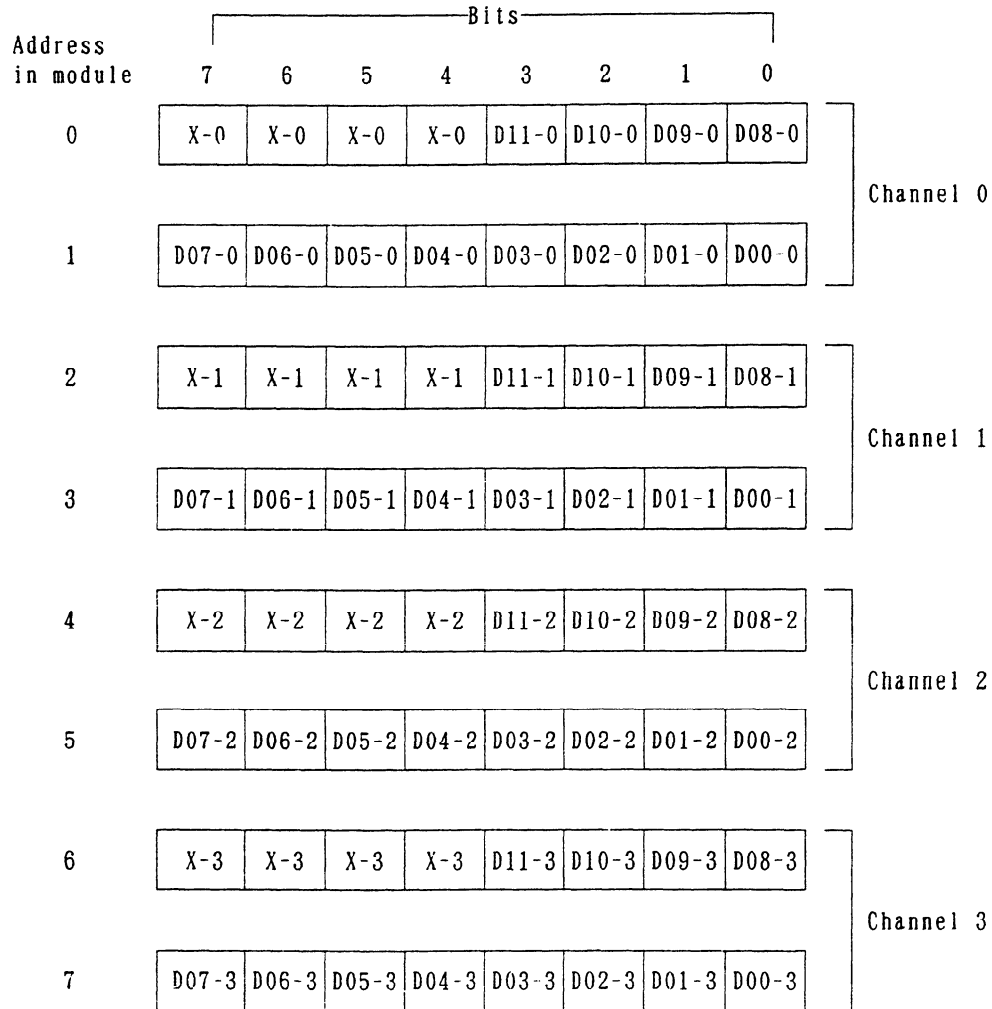 Bits
Address
in module 7 6 5 4 3 2 1 0
0 X-0 X-0 X-0 X-0 D11-0 D10-0 D09-0 D08-0
Channel 0
1 D07-0 D06-0 D05-0 D04-0 D03-0 D02-0 D01-0 D00-0
2 X-1 X-1 X-1 X-1 D11-1 D10-1 D09-1 D08-1
Channel 1
3 D07-1 D06-1 D05-1 D04-1 D03-1 D02-1 D01-1 D00-1
4 X-2 X-2 X-2 X-2 D11-2 D10-2 D09-2 D08-2
Channel 2
5 D07-2 D06-2 D05-2 D04-2 D03-2 D02-2 D01-2 D00-2
6 X-3 X-3 X-3 X-3 D11-3 D10-3 D09-3 D08-3
Channel 3
7 D07-3 D06-3 D05-3 D04-3 D03-3 D02-3 D01-3 D00-3